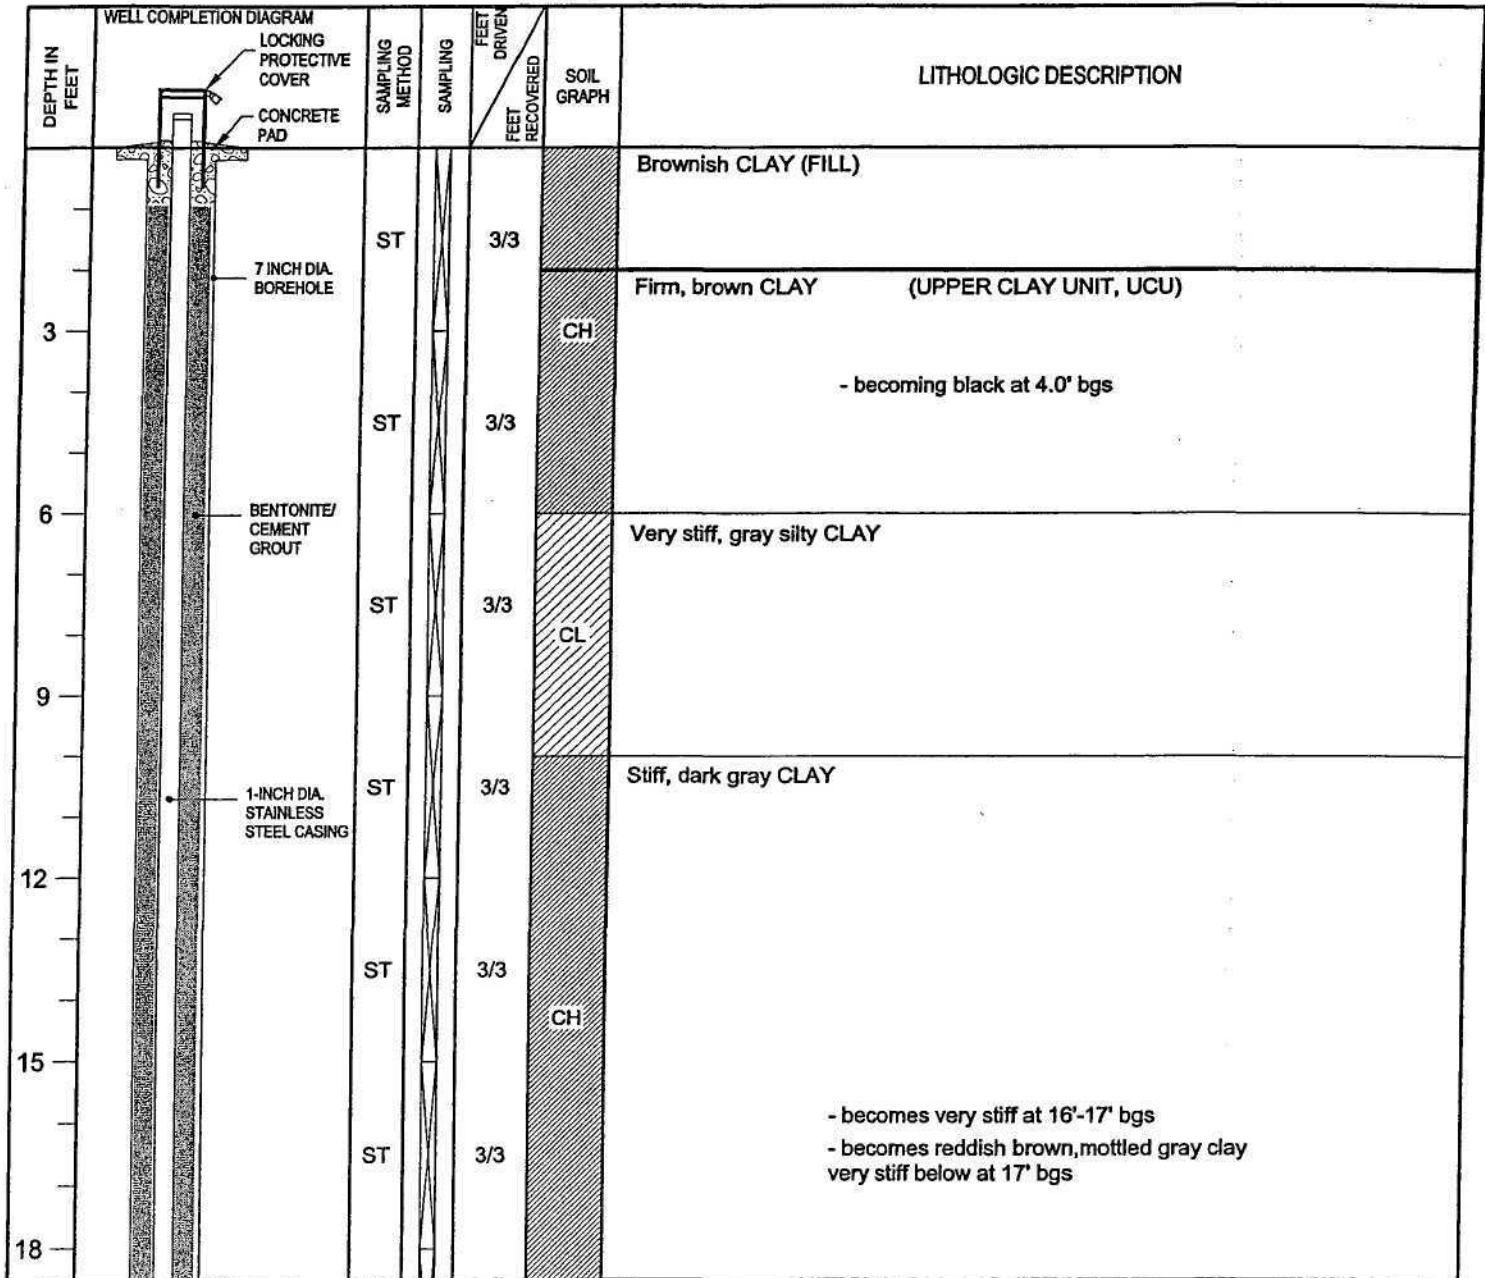 WELL COMPLETION DIAGRAM
DEPTH IN
FEET
LOCKING
PROTECTIVE
COVER
CONCRETE
PAD
SAMPLING
METHOD
SAMPLING
FEET
DRIVEN
FEET
RECOVERED
SOIL
GRAPH
LITHOLOGIC DESCRIPTION
Brownish CLAY (FILL)
ST 3/3
7 INCH DIA.
BOREHOLE
Firm, brown CLAY (UPPER CLAY UNIT, UCU)
3
CH
- becoming black at 4.0' bgs
ST 3/3
6
BENTONITE/
CEMENT
GROUT
Very stiff, gray silty CLAY
ST 3/3
CL
9
Stiff, dark gray CLAY
ST 3/3
1-INCH DIA.
STAINLESS
STEEL CASING
12
ST 3/3
CH
15
- becomes very stiff at 16'-17' bgs
- becomes reddish brown,mottled gray clay
very stiff below at 17' bgs
ST 3/3
18